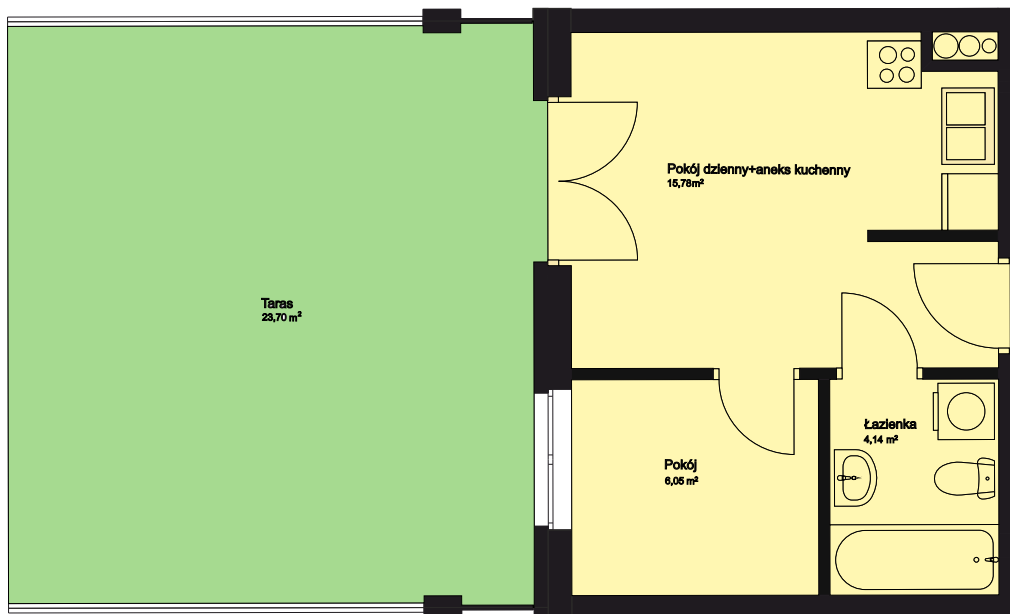 Pokój dzienny+aneks kuchenny
15,78m²
Taras
23,70 m²
Łazienka
4,14 m²
Pokój
6,05 m²